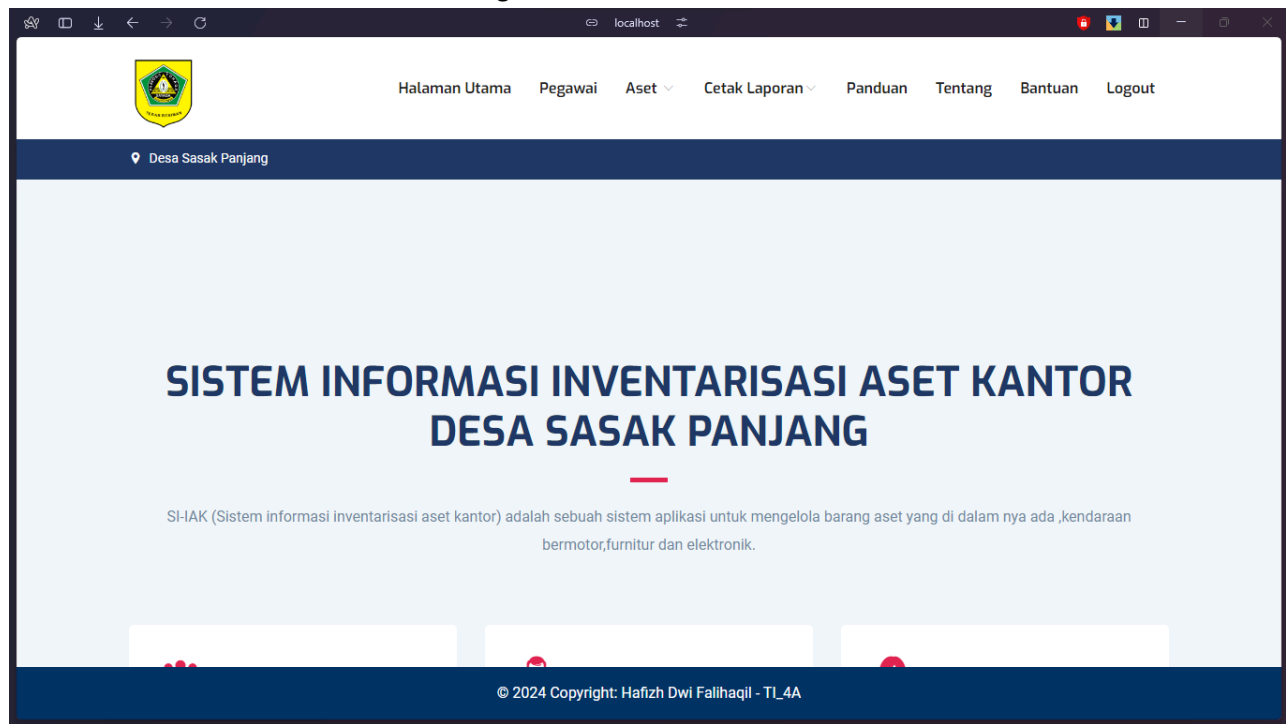 localhost
Halaman Utama Pegawai Aset Cetak Laporan Panduan Tentang Bantuan Logout
Desa Sasak Panjang
SISTEM INFORMASI INVENTARISASI ASET KANTOR
DESA SASAK PANJANG
SI-IAK (Sistem informasi inventarisasi aset kantor) adalah sebuah sistem aplikasi untuk mengelola barang aset yang di dalam nya ada ,kendaraan
bermotor,furnitur dan elektronik.
© 2024 Copyright: Hafizh Dwi Falihaqil - TI_4A